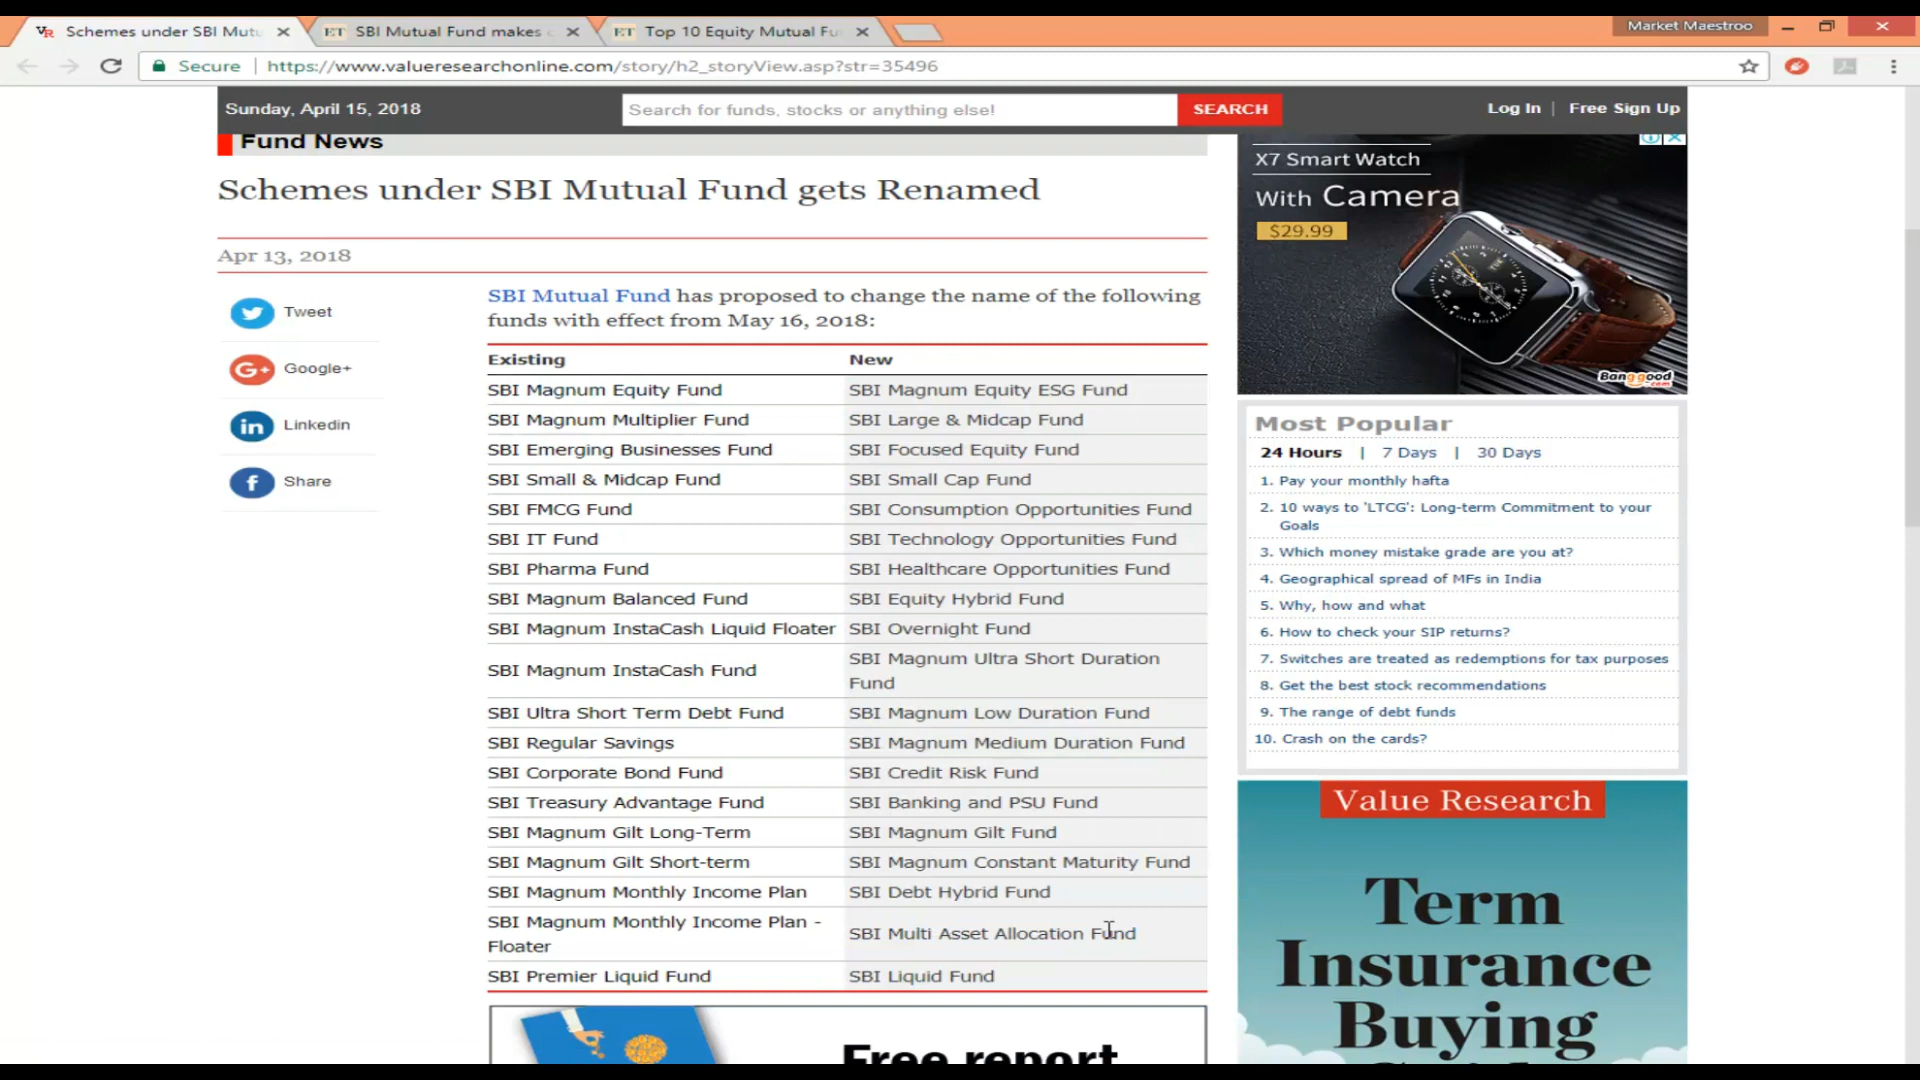 Schemes under SBI Mutu
SBI Mutual Fund makes
Top 10 Equity Mutual Fu
Market Maestroo
Secure
https://www.valueresearchonline.com/story/h2_storyView.asp?str=35496
Sunday, April 15, 2018
Search for funds, stocks or anything else!
SEARCH
Log In | Free Sign Up
Fund News
Schemes under SBI Mutual Fund gets Renamed
Apr 13, 2018
Tweet
Google+
Linkedin
Share
SBI Mutual Fund has proposed to change the name of the following
funds with effect from May 16, 2018:
Existing New
SBI Magnum Equity Fund SBI Magnum Equity ESG Fund
SBI Magnum Multiplier Fund SBI Large & Midcap Fund
SBI Emerging Businesses Fund SBI Focused Equity Fund
SBI Small & Midcap Fund SBI Small Cap Fund
SBI FMCG Fund SBI Consumption Opportunities Fund
SBI IT Fund SBI Technology Opportunities Fund
SBI Pharma Fund SBI Healthcare Opportunities Fund
SBI Magnum Balanced Fund SBI Equity Hybrid Fund
SBI Magnum InstaCash Liquid Floater SBI Overnight Fund
SBI Magnum InstaCash Fund SBI Magnum Ultra Short Duration
Fund
SBI Ultra Short Term Debt Fund SBI Magnum Low Duration Fund
SBI Regular Savings SBI Magnum Medium Duration Fund
SBI Corporate Bond Fund SBI Credit Risk Fund
SBI Treasury Advantage Fund SBI Banking and PSU Fund
SBI Magnum Gilt Long-Term SBI Magnum Gilt Fund
SBI Magnum Gilt Short-term SBI Magnum Constant Maturity Fund
SBI Magnum Monthly Income Plan SBI Debt Hybrid Fund
SBI Magnum Monthly Income Plan -
Floater SBI Multi Asset Allocation Fund
SBI Premier Liquid Fund SBI Liquid Fund
Free report
X7 Smart Watch
With Camera
$29.99
Banggood.com
Most Popular
24 Hours | 7 Days | 30 Days
1. Pay your monthly hafta
2. 10 ways to 'LTCG': Long-term Commitment to your
Goals
3. Which money mistake grade are you at?
4. Geographical spread of MFs in India
5. Why, how and what
6. How to check your SIP returns?
7. Switches are treated as redemptions for tax purposes
8. Get the best stock recommendations
9. The range of debt funds
10. Crash on the cards?
Value Research
Term
Insurance
Buying